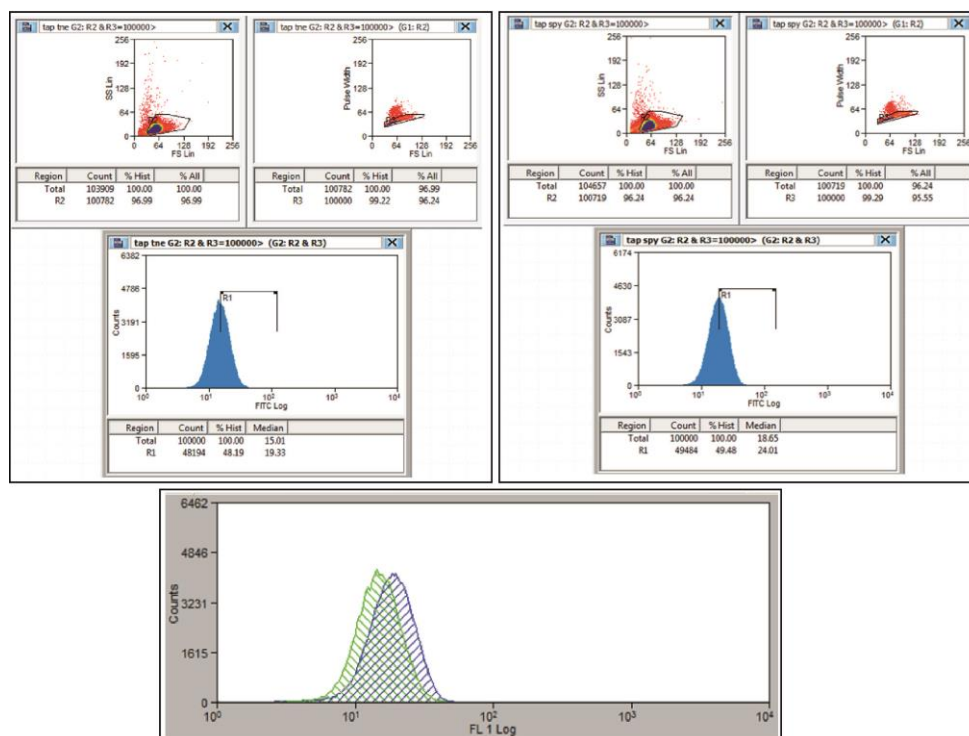 tap tne G2: R2 & R3=100000>
256
192
128
64
0
SS Lin
0 64 128 192 256
FS Lin
Region Count % Hist % All
Total 103909 100.00 100.00
R2 100782 96.99 96.99
tap tne G2: R2 & R3=100000> (G1: R2)
256
192
128
64
0
Pulse Width
0 64 128 192 256
FS Lin
Region Count % Hist % All
Total 100782 100.00 96.99
R3 100000 99.22 96.24
tap tne G2: R2 & R3=100000> (G2: R2 & R3)
6382
4786
3191
1595
0
Counts
R1
10⁰ 10¹ 10² 10³ 10⁴
FITC Log
Region Count % Hist Median
Total 100000 100.00 15.01
R1 48194 48.19 19.33
tap spy G2: R2 & R3=100000>
256
192
128
64
0
SS Lin
0 64 128 192 256
FS Lin
Region Count % Hist % All
Total 104657 100.00 100.00
R2 100719 96.24 96.24
tap spy G2: R2 & R3=100000> (G1: R2)
256
192
128
64
0
Pulse Width
0 64 128 192 256
FS Lin
Region Count % Hist % All
Total 100719 100.00 96.24
R3 100000 99.29 95.55
tap spy G2: R2 & R3=100000> (G2: R2 & R3)
6174
4630
3087
1543
0
Counts
R1
10⁰ 10¹ 10² 10³ 10⁴
FITC Log
Region Count % Hist Median
Total 100000 100.00 18.65
R1 49484 49.48 24.01
6462
4846
3231
1615
0
Counts
10⁰ 10¹ 10² 10³ 10⁴
FL 1 Log